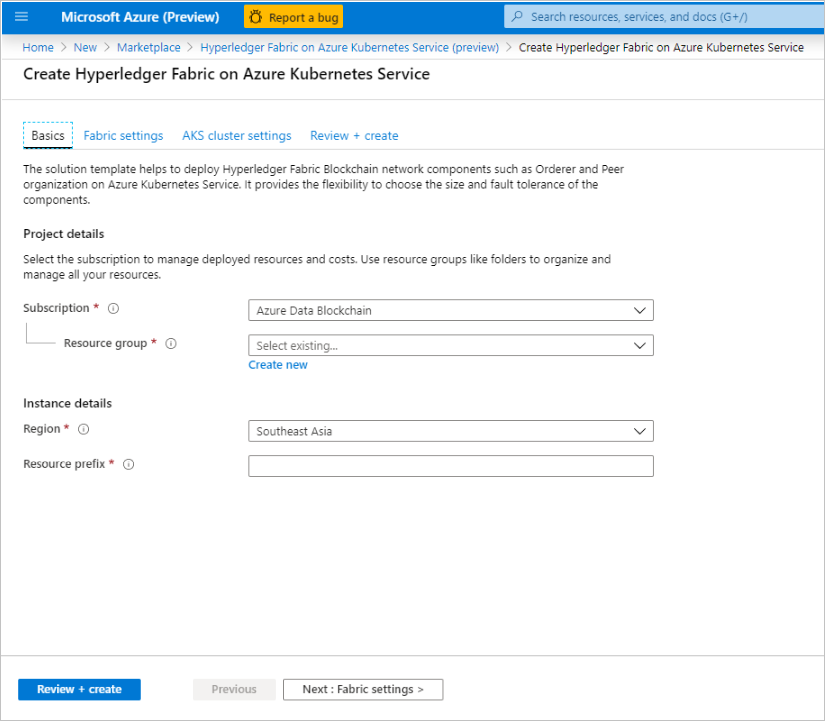 Microsoft Azure (Preview)
Report a bug
Search resources, services, and docs (G+/)
Home > New > Marketplace > Hyperledger Fabric on Azure Kubernetes Service (preview) > Create Hyperledger Fabric on Azure Kubernetes Service
Create Hyperledger Fabric on Azure Kubernetes Service
Basics Fabric settings AKS cluster settings Review + create
The solution template helps to deploy Hyperledger Fabric Blockchain network components such as Orderer and Peer
organization on Azure Kubernetes Service. It provides the flexibility to choose the size and fault tolerance of the
components.
Project details
Select the subscription to manage deployed resources and costs. Use resource groups like folders to organize and
manage all your resources.
Subscription *
Azure Data Blockchain
Resource group *
Select existing...
Create new
Instance details
Region *
Southeast Asia
Resource prefix *
Review + create
Previous
Next : Fabric settings >